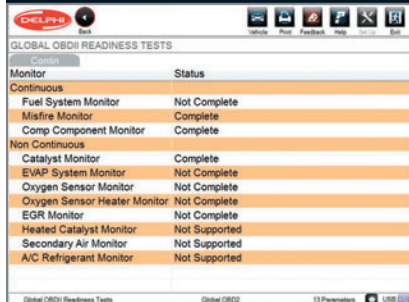 DELPHI
Back
Vehicle Print Feedback Help Set Up Exit
GLOBAL OBDII READINESS TESTS
Contin
Monitor Status
Continuous
Fuel System Monitor Not Complete
Misfire Monitor Complete
Comp Component Monitor Complete
Non Continuous
Catalyst Monitor Complete
EVAP System Monitor Not Complete
Oxygen Sensor Monitor Not Complete
Oxygen Sensor Heater Monitor Not Complete
EGR Monitor Not Complete
Heated Catalyst Monitor Not Supported
Secondary Air Monitor Not Supported
A/C Refrigerant Monitor Not Supported
Global OBDII Readiness Tests Global OBD2 13 Parameters USB